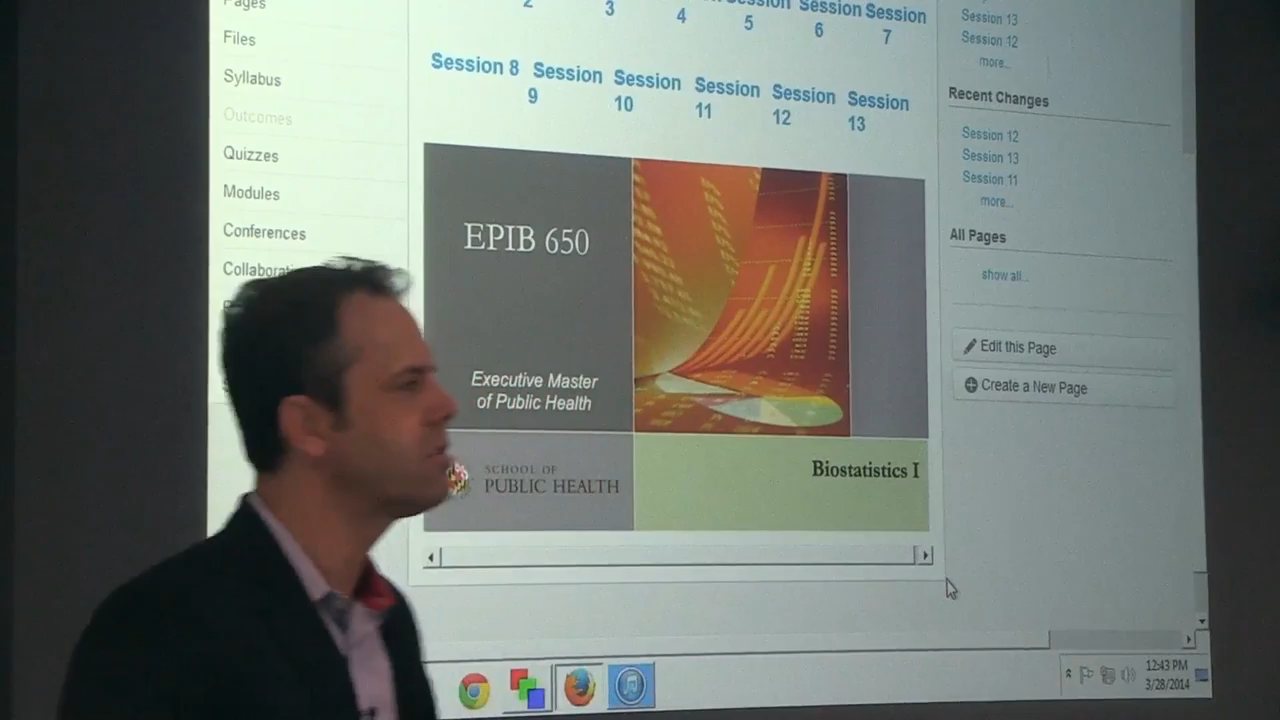 Pages
Files
Syllabus
Outcomes
Quizzes
Modules
Conferences
2
3
4
5
Session
6
Session
7
Session 8
Session
9
Session
10
Session
11
Session
12
Session
13
EPIB 650
Executive Master
of Public Health
SCHOOL OF
PUBLIC HEALTH
Biostatistics I
Session 13
Session 12
more...
Recent Changes
Session 12
Session 13
Session 11
more...
All Pages
show all...
Edit this Page
Create a New Page
12:43 PM
3/28/2014